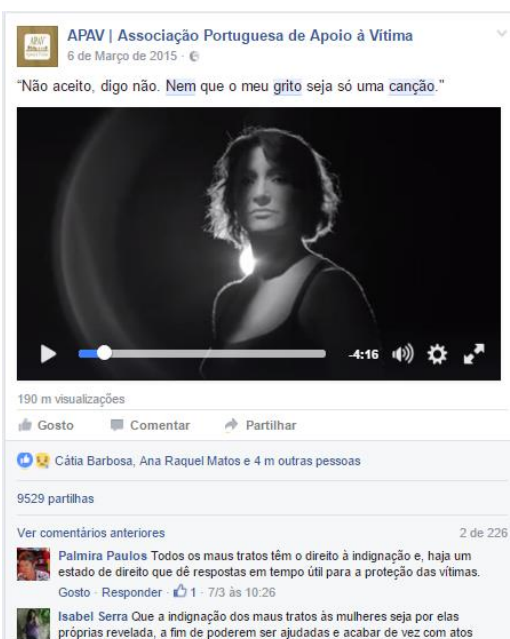 APAV | Associação Portuguesa de Apoio à Vítima
6 de Março de 2015 ·
“Não aceito, digo não. Nem que o meu grito seja só uma canção.”
-4:16
190 m visualizações
Gosto Comentar Partilhar
Cátia Barbosa, Ana Raquel Matos e 4 m outras pessoas
9529 partilhas
Ver comentários anteriores 2 de 226
Palmira Paulos Todos os maus tratos têm o direito à indignação e, haja um
estado de direito que dê respostas em tempo útil para a proteção das vítimas.
Gosto · Responder · 1 · 7/3 às 10:26
Isabel Serra Que a indignação dos maus tratos às mulheres seja por elas
próprias revelada, a fim de poderem ser ajudadas e acabar de vez com atos